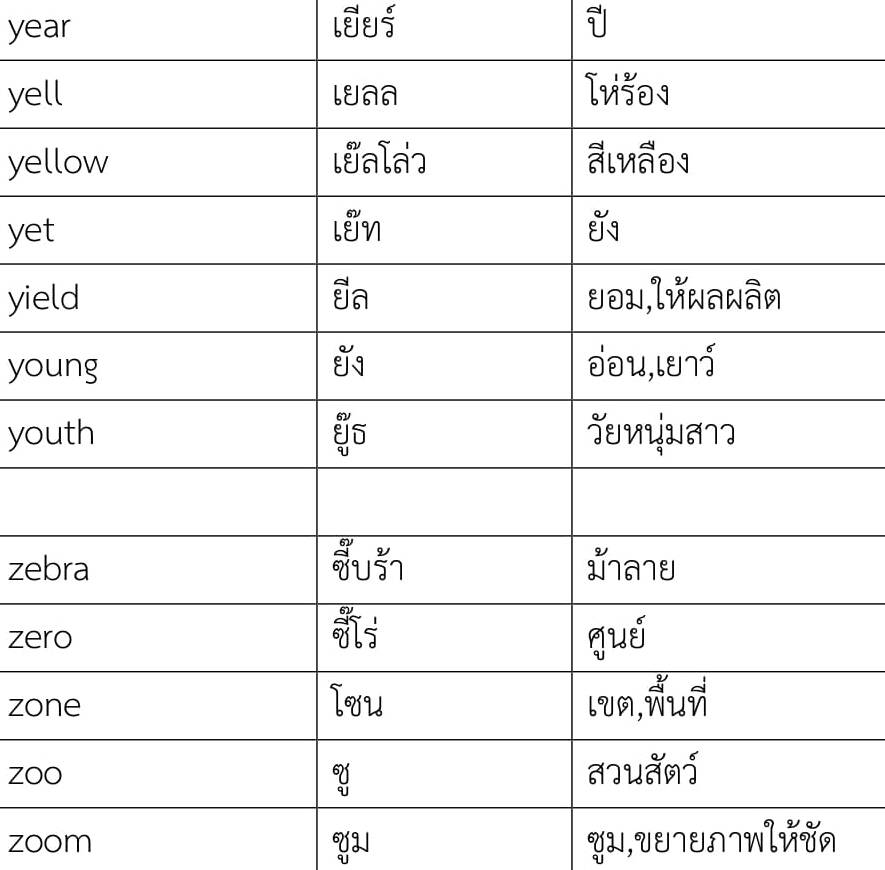 year เยียร์ ปี
yell เยลล โห่ร้อง
yellow เย๊ลโล่ว สีเหลือง
yet เย๊ท ยัง
yield ยีล ยอม,ให้ผลผลิต
young ยัง อ่อน,เยาว์
youth ยู๊ธ วัยหนุ่มสาว
zebra ซี๊บร้า ม้าลาย
zero ซี๊โร่ ศูนย์
zone โซน เขต,พื้นที่
zoo ซู สวนสัตว์
zoom ซูม ซูม,ขยายภาพให้ชัด